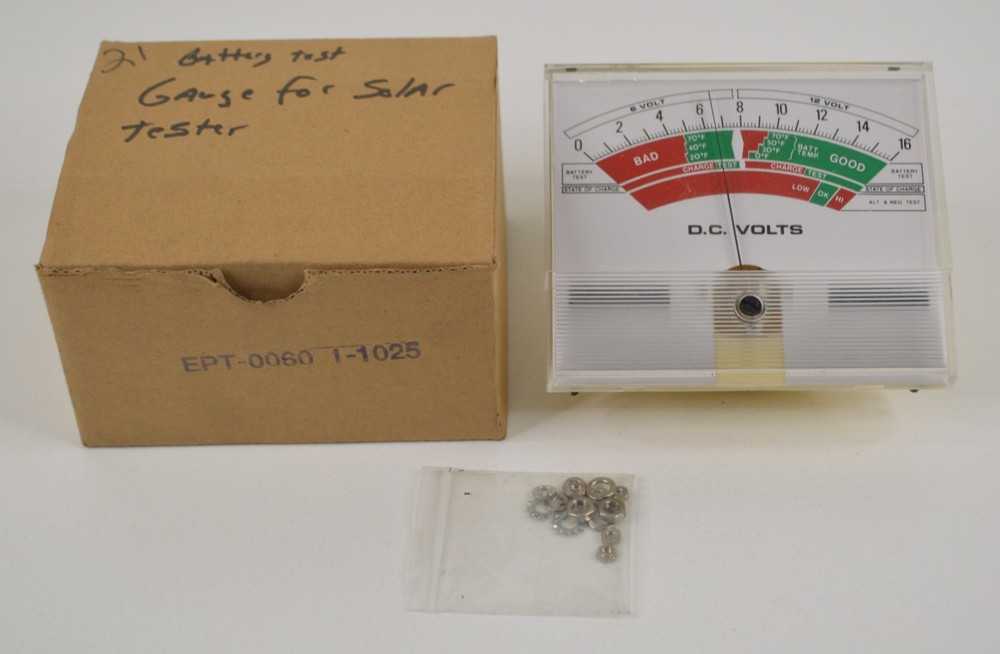 21 Battery test
Gauge for Solar
Tester
EPT-0060 I-1025
6 VOLT 12 VOLT
0 2 4 6 8 10 12 14 16
BAD 70°F 40°F 20°F
70°F 50°F 30°F 0°F BATT. TEMP. GOOD
BATTERY TEST
CHARGE/TEST CHARGE/TEST
BATTERY TEST
STATE OF CHARGE
LOW OK HI
STATE OF CHARGE
ALT & REG TEST
D.C. VOLTS